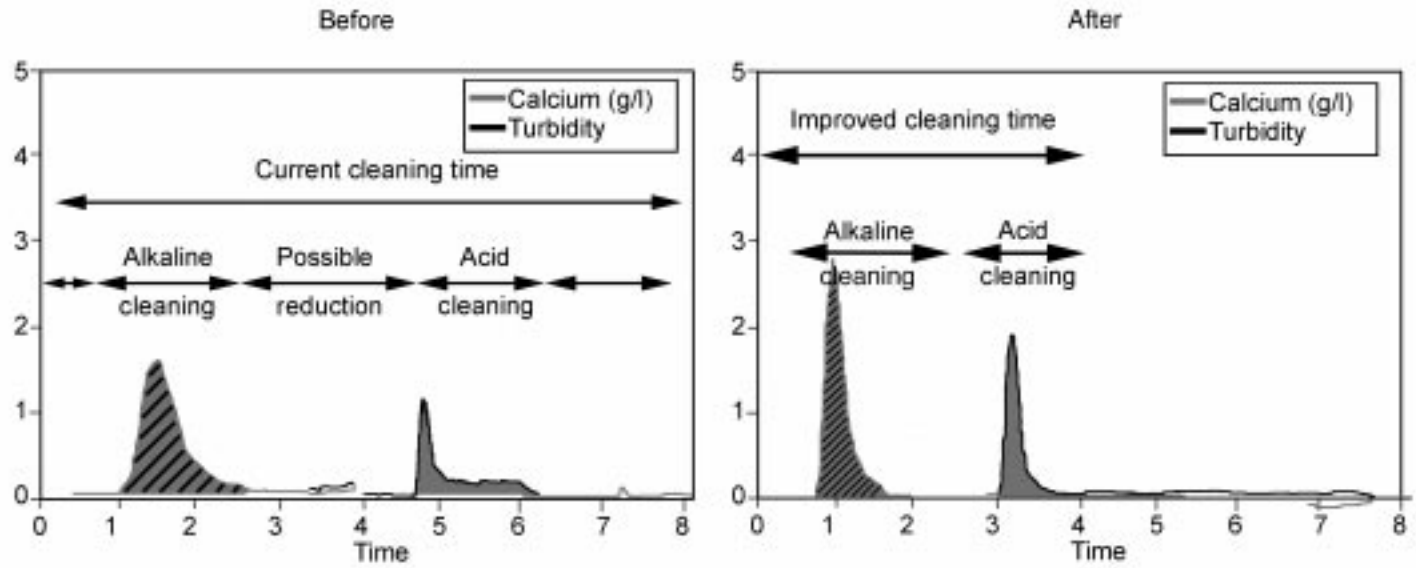 Before
5
4
3
2
1
0
Calcium (g/l)
Turbidity
Current cleaning time
Alkaline
cleaning
Possible
reduction
Acid
cleaning
0 1 2 3 4 5 6 7 8
Time
After
5
4
3
2
1
0
Calcium (g/l)
Turbidity
Improved cleaning time
Alkaline
cleaning
Acid
cleaning
0 1 2 3 4 5 6 7 8
Time